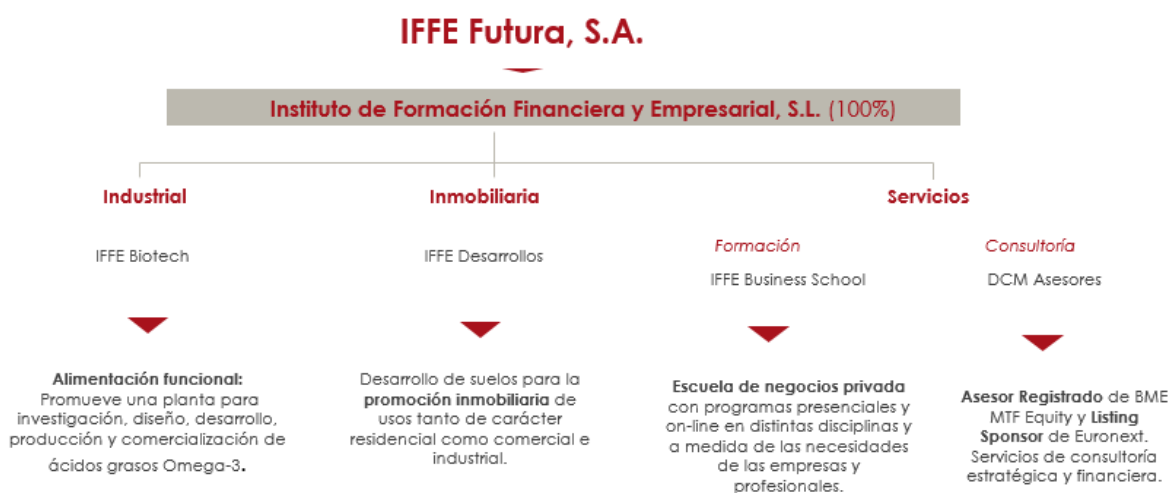 IFFE Futura, S.A.
Instituto de Formación Financiera y Empresarial, S.L. (100%)
Industrial
Inmobiliaria
Servicios
IFFE Biotech
IFFE Desarrollos
Formación
IFFE Business School
Consultoría
DCM Asesores
Alimentación funcional:
Promueve una planta para
investigación, diseño, desarrollo,
producción y comercialización de
ácidos grasos Omega-3.
Desarrollo de suelos para la
promoción inmobiliaria de
usos tanto de carácter
residencial como comercial e
industrial.
Escuela de negocios privada
con programas presenciales y
on-line en distintas disciplinas y
a medida de las necesidades
de las empresas y
profesionales.
Asesor Registrado de BME
MTF Equity y Listing
Sponsor de Euronext.
Servicios de consultoría
estratégica y financiera.